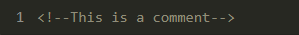 1 <!--This is a comment-->